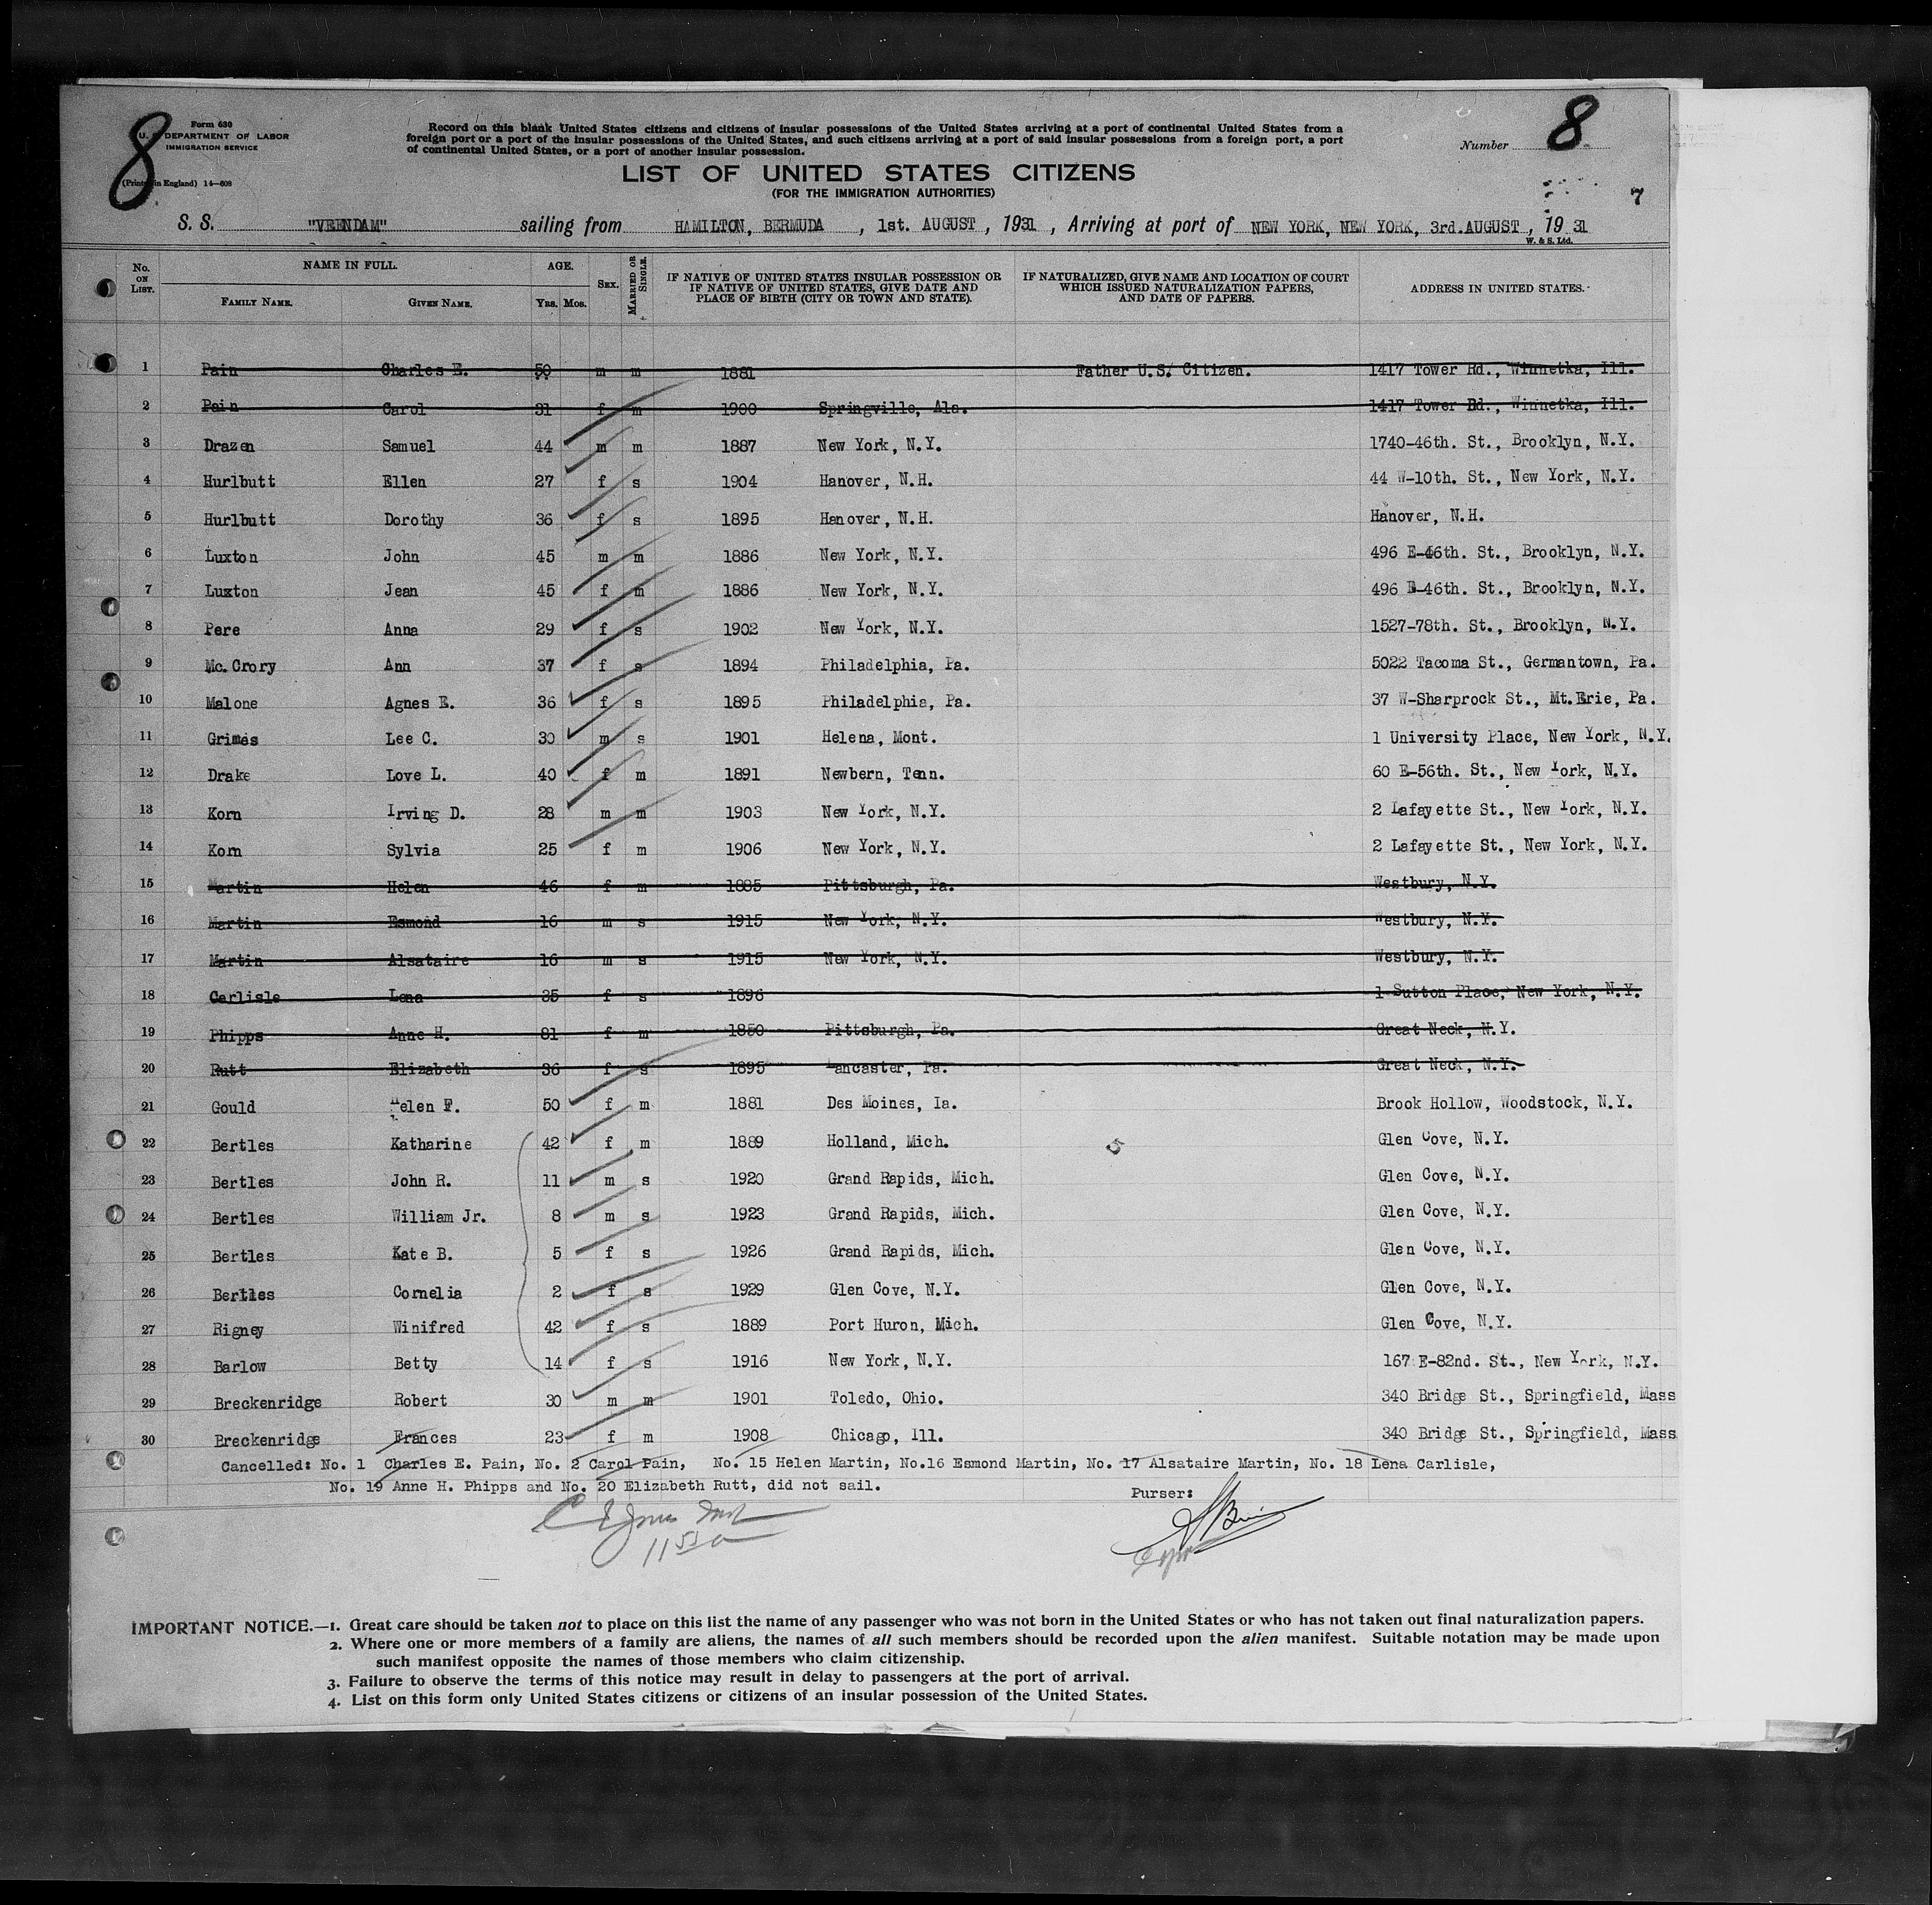 8
Form 630
U. S. DEPARTMENT OF LABOR
IMMIGRATION SERVICE
(Printed in England) 14—608
Record on this blank United States citizens and citizens of insular possessions of the United States arriving at a port of continental United States from a
foreign port or a port of the insular possessions of the United States, and such citizens arriving at a port of said insular possessions from a foreign port, a port
of continental United States, or a port of another insular possession.
Number 8
LIST OF UNITED STATES CITIZENS
(FOR THE IMMIGRATION AUTHORITIES)
7
S. S. "VEENDAM" sailing from HAMILTON, BERMUDA, 1st. AUGUST, 1931, Arriving at port of NEW YORK, NEW YORK, 3rd. AUGUST, 1931
W. & S. Ltd.
No. ON LIST. NAME IN FULL. AGE. SEX. MARRIED OR SINGLE. IF NATIVE OF UNITED STATES INSULAR POSSESSION OR IF NATIVE OF UNITED STATES, GIVE DATE AND PLACE OF BIRTH (CITY OR TOWN AND STATE). IF NATURALIZED, GIVE NAME AND LOCATION OF COURT WHICH ISSUED NATURALIZATION PAPERS, AND DATE OF PAPERS. ADDRESS IN UNITED STATES.
FAMILY NAME. GIVEN NAME. YRS. MOS.
1 Pain Charles E. 50 m m 1881 Father U.S. Citizen. 1417 Tower Rd., Winnetka, Ill.
2 Pain Carol 31 f m 1900 Springville, Ala. 1417 Tower Rd., Winnetka, Ill.
3 Drazen Samuel 44 m m 1887 New York, N.Y. 1740-46th. St., Brooklyn, N.Y.
4 Hurlbutt Ellen 27 f s 1904 Hanover, N.H. 44 W-10th. St., New York, N.Y.
5 Hurlbutt Dorothy 36 f s 1895 Hanover, N.H. Hanover, N.H.
6 Luxton John 45 m m 1886 New York, N.Y. 496 E-46th. St., Brooklyn, N.Y.
7 Luxton Jean 45 f m 1886 New York, N.Y. 496 E-46th. St., Brooklyn, N.Y.
8 Pere Anna 29 f s 1902 New York, N.Y. 1527-78th. St., Brooklyn, N.Y.
9 Mc. Crory Ann 37 f s 1894 Philadelphia, Pa. 5022 Tacoma St., Germantown, Pa.
10 Malone Agnes E. 36 f s 1895 Philadelphia, Pa. 37 W-Sharprock St., Mt. Erie, Pa.
11 Grimes Lee C. 30 m s 1901 Helena, Mont. 1 University Place, New York, N.Y.
12 Drake Love L. 40 f m 1891 Newbern, Tenn. 60 E-56th. St., New York, N.Y.
13 Korn Irving D. 28 m m 1903 New York, N.Y. 2 Lafayette St., New York, N.Y.
14 Korn Sylvia 25 f m 1906 New York, N.Y. 2 Lafayette St., New York, N.Y.
15 Martin Helen 46 f m 1885 Pittsburgh, Pa. Westbury, N.Y.
16 Martin Esmond 16 m s 1915 New York, N.Y. Westbury, N.Y.
17 Martin Alsataire 16 m s 1915 New York, N.Y. Westbury, N.Y.
18 Carlisle Lena 35 f s 1896 1 Sutton Place, New York, N.Y.
19 Phipps Anne H. 81 f m 1850 Pittsburgh, Pa. Great Neck, N.Y.
20 Rutt Elizabeth 36 f s 1895 Lancaster, Pa. Great Neck, N.Y.
21 Gould Helen F. 50 f m 1881 Des Moines, Ia. Brook Hollow, Woodstock, N.Y.
22 Bertles Katharine 42 f m 1889 Holland, Mich. 5 Glen Cove, N.Y.
23 Bertles John R. 11 m s 1920 Grand Rapids, Mich. Glen Cove, N.Y.
24 Bertles William Jr. 8 m s 1923 Grand Rapids, Mich. Glen Cove, N.Y.
25 Bertles Kate B. 5 f s 1926 Grand Rapids, Mich. Glen Cove, N.Y.
26 Bertles Cornelia 2 f s 1929 Glen Cove, N.Y. Glen Cove, N.Y.
27 Rigney Winifred 42 f s 1889 Port Huron, Mich. Glen Cove, N.Y.
28 Barlow Betty 14 f s 1916 New York, N.Y. 167 E-82nd. St., New York, N.Y.
29 Breckenridge Robert 30 m m 1901 Toledo, Ohio. 340 Bridge St., Springfield, Mass
30 Breckenridge Frances 23 f m 1908 Chicago, Ill. 340 Bridge St., Springfield, Mass
Cancelled: No. 1 Charles E. Pain, No. 2 Carol Pain, No. 15 Helen Martin, No.16 Esmond Martin, No. 17 Alsataire Martin, No. 18 Lena Carlisle,
No. 19 Anne H. Phipps and No. 20 Elizabeth Rutt, did not sail.
Purser:
IMPORTANT NOTICE.—1. Great care should be taken not to place on this list the name of any passenger who was not born in the United States or who has not taken out final naturalization papers.
2. Where one or more members of a family are aliens, the names of all such members should be recorded upon the alien manifest. Suitable notation may be made upon
such manifest opposite the names of those members who claim citizenship.
3. Failure to observe the terms of this notice may result in delay to passengers at the port of arrival.
4. List on this form only United States citizens or citizens of an insular possession of the United States.